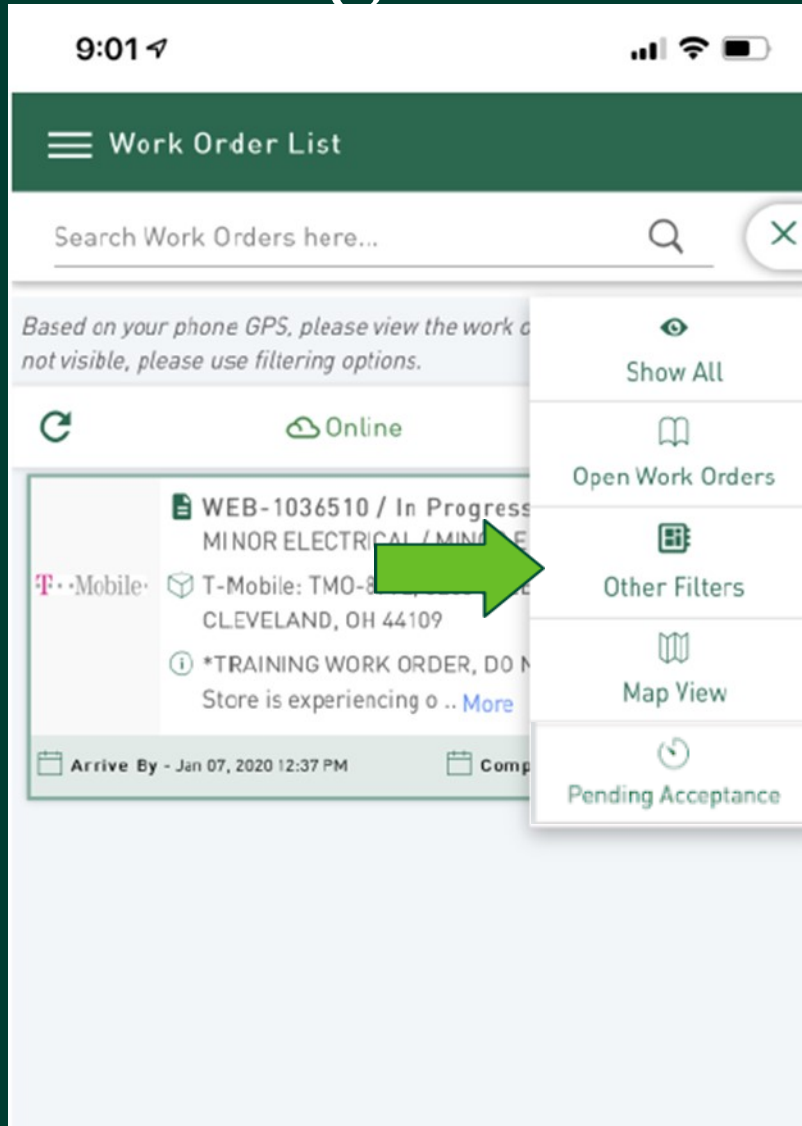 9:01
Work Order List
Search Work Orders here...
Based on your phone GPS, please view the work
not visible, please use filtering options.
Online
WEB-1036510 / In Progress
MINOR ELECTRICAL /
T-Mobile: 
CLEVELAND, OH 44109
*TRAINING WORK ORDER, DO
Store is experiencing o .. More
T··Mobile·
Arrive By - Jan 07, 2020 12:37 PM
Show All
Open Work Orders
Other Filters
Map View
Pending Acceptance